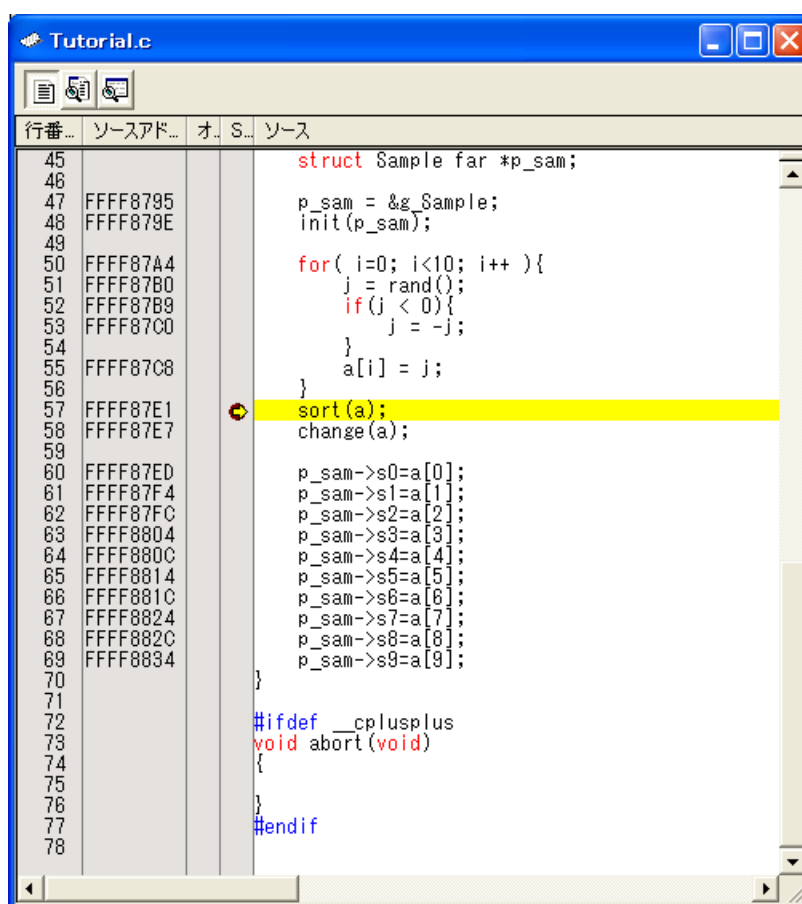 Tutorial.c
行番... ソースアド... オ.. S... ソース
45 struct Sample far *p_sam;
46
47 FFFF8795 p_sam = &g_Sample;
48 FFFF879E init(p_sam);
49
50 FFFF87A4 for( i=0; i<10; i++ ){
51 FFFF87B0 j = rand();
52 FFFF87B9 if(j < 0){
53 FFFF87C0 j = -j;
54 }
55 FFFF87C8 a[i] = j;
56 }
57 FFFF87E1 sort(a);
58 FFFF87E7 change(a);
59
60 FFFF87ED p_sam->s0=a[0];
61 FFFF87F4 p_sam->s1=a[1];
62 FFFF87FC p_sam->s2=a[2];
63 FFFF8804 p_sam->s3=a[3];
64 FFFF880C p_sam->s4=a[4];
65 FFFF8814 p_sam->s5=a[5];
66 FFFF881C p_sam->s6=a[6];
67 FFFF8824 p_sam->s7=a[7];
68 FFFF882C p_sam->s8=a[8];
69 FFFF8834 p_sam->s9=a[9];
70 }
71
72 #ifdef __cplusplus
73 void abort(void)
74 {
75
76 }
77 #endif
78